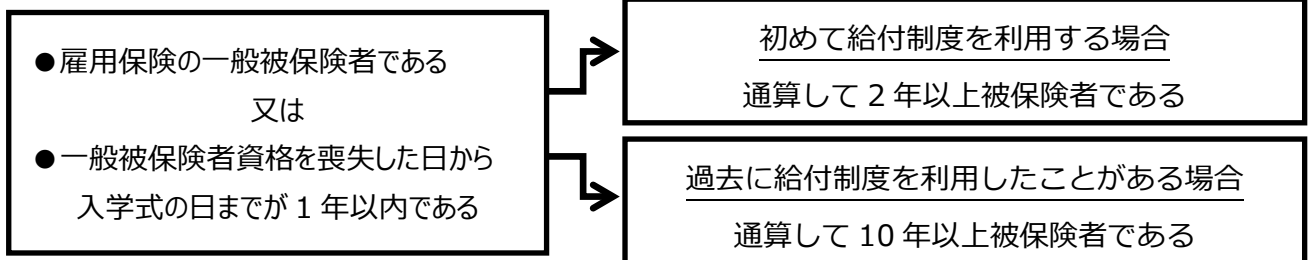 ●雇用保険の一般被保険者である
又は
●一般被保険者資格を喪失した日から
入学式の日までが 1 年以内である
初めて給付制度を利用する場合
通算して 2 年以上被保険者である
過去に給付制度を利用したことがある場合
通算して 10 年以上被保険者である